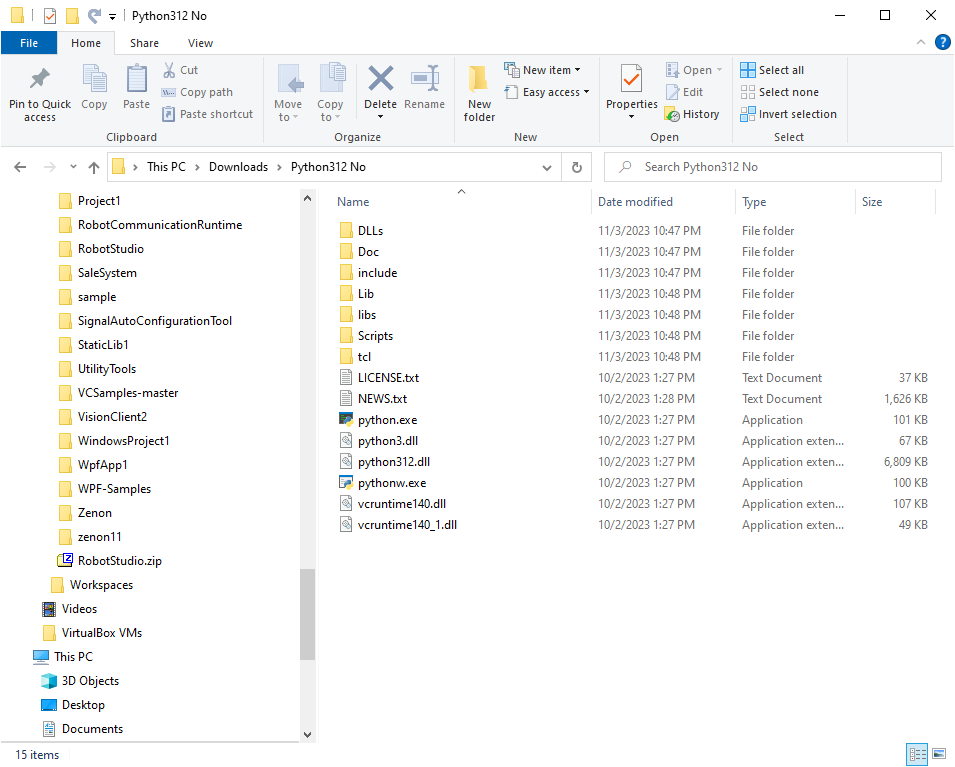 Python312 No
File Home Share View
Pin to Quick access
Copy
Paste
Cut
Copy path
Paste shortcut
Clipboard
Move to
Copy to
Delete
Rename
Organize
New folder
New item
Easy access
New
Properties
Open
Edit
History
Open
Select all
Select none
Invert selection
Select
This PC > Downloads > Python312 No
Search Python312 No
Project1
RobotCommunicationRuntime
RobotStudio
SaleSystem
sample
SignalAutoConfigurationTool
StaticLib1
UtilityTools
VCSamples-master
VisionClient2
WindowsProject1
WpfApp1
WPF-Samples
Zenon
zenon11
RobotStudio.zip
Workspaces
Videos
VirtualBox VMs
This PC
3D Objects
Desktop
Documents
Name Date modified Type Size
DLLs 11/3/2023 10:47 PM File folder
Doc 11/3/2023 10:47 PM File folder
include 11/3/2023 10:47 PM File folder
Lib 11/3/2023 10:48 PM File folder
libs 11/3/2023 10:48 PM File folder
Scripts 11/3/2023 10:48 PM File folder
tcl 11/3/2023 10:48 PM File folder
LICENSE.txt 10/2/2023 1:27 PM Text Document 37 KB
NEWS.txt 10/2/2023 1:28 PM Text Document 1,626 KB
python.exe 10/2/2023 1:27 PM Application 101 KB
python3.dll 10/2/2023 1:27 PM Application exten... 67 KB
python312.dll 10/2/2023 1:27 PM Application exten... 6,809 KB
pythonw.exe 10/2/2023 1:27 PM Application 100 KB
vcruntime140.dll 10/2/2023 1:27 PM Application exten... 107 KB
vcruntime140_1.dll 10/2/2023 1:27 PM Application exten... 49 KB
15 items